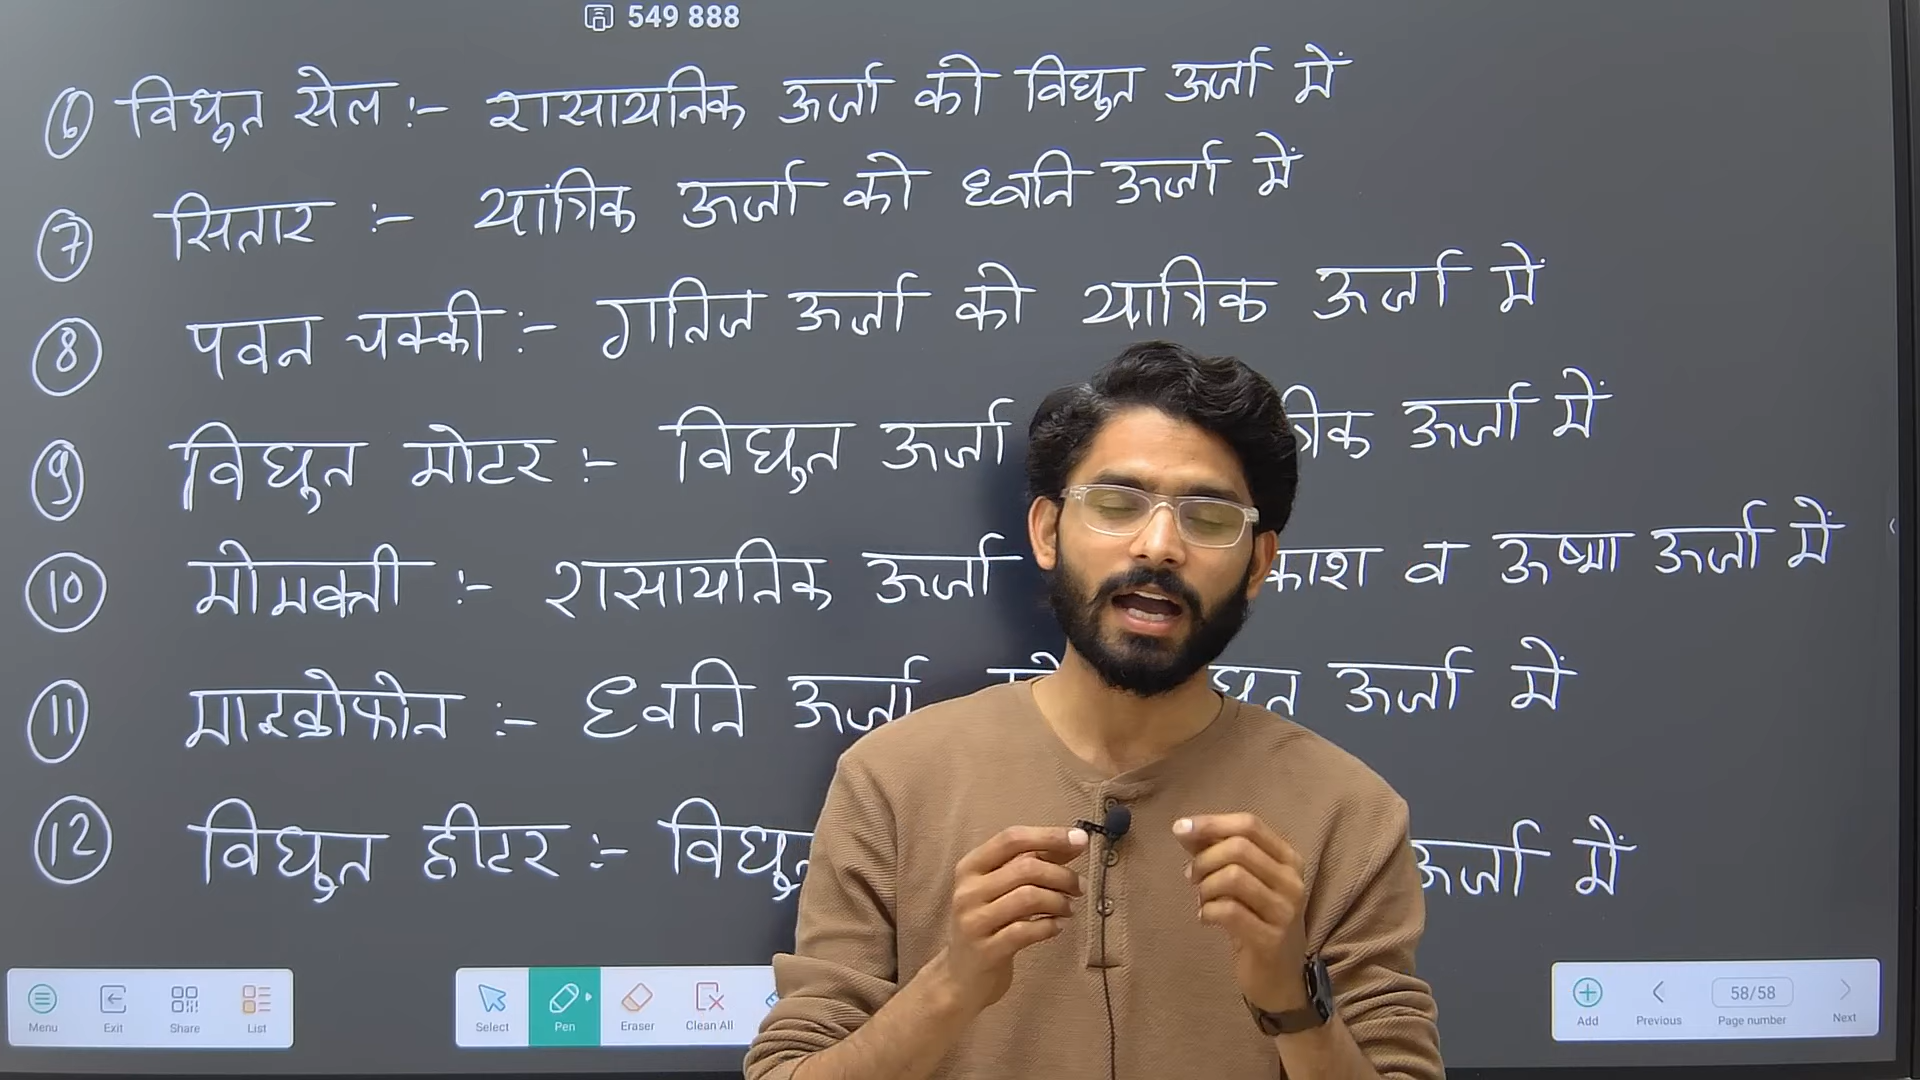 549 888
6 विद्युत सेल :- रासायनिक ऊर्जा को विद्युत ऊर्जा में
7 सितार :- यांत्रिक ऊर्जा को ध्वनि ऊर्जा में
8 पवन चक्की :- गतिज ऊर्जा को यांत्रिक ऊर्जा में
9 विद्युत मोटर :- विद्युत ऊर्जा त्रिक ऊर्जा में
10 मोमबत्ती :- रासायनिक ऊर्जा काश व ऊष्मा ऊर्जा में
11 माइक्रोफोन :- ध्वनि ऊर्जा को द्युत ऊर्जा में
12 विद्युत हीटर :- विद्युत ऊर्जा में
Menu Exit Share List Select Pen Eraser Clean All Add Previous 58/58 Page number Next